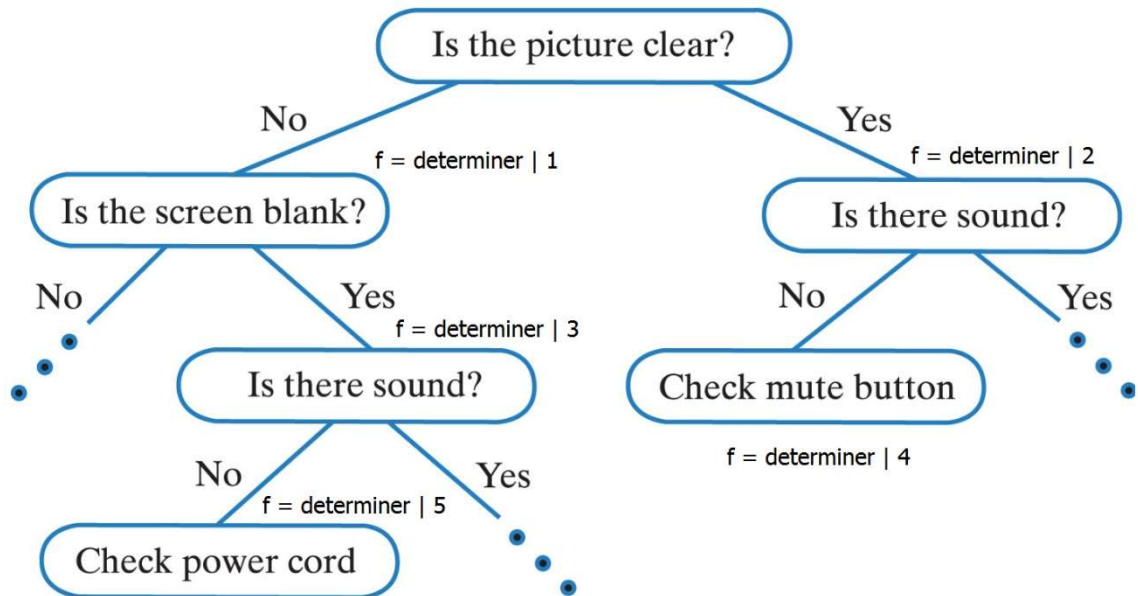 Is the picture clear?
No
Yes
f = determiner | 1
f = determiner | 2
Is the screen blank?
Is there sound?
No
Yes
No
Yes
f = determiner | 3
Is there sound?
Check mute button
f = determiner | 4
No
Yes
f = determiner | 5
Check power cord